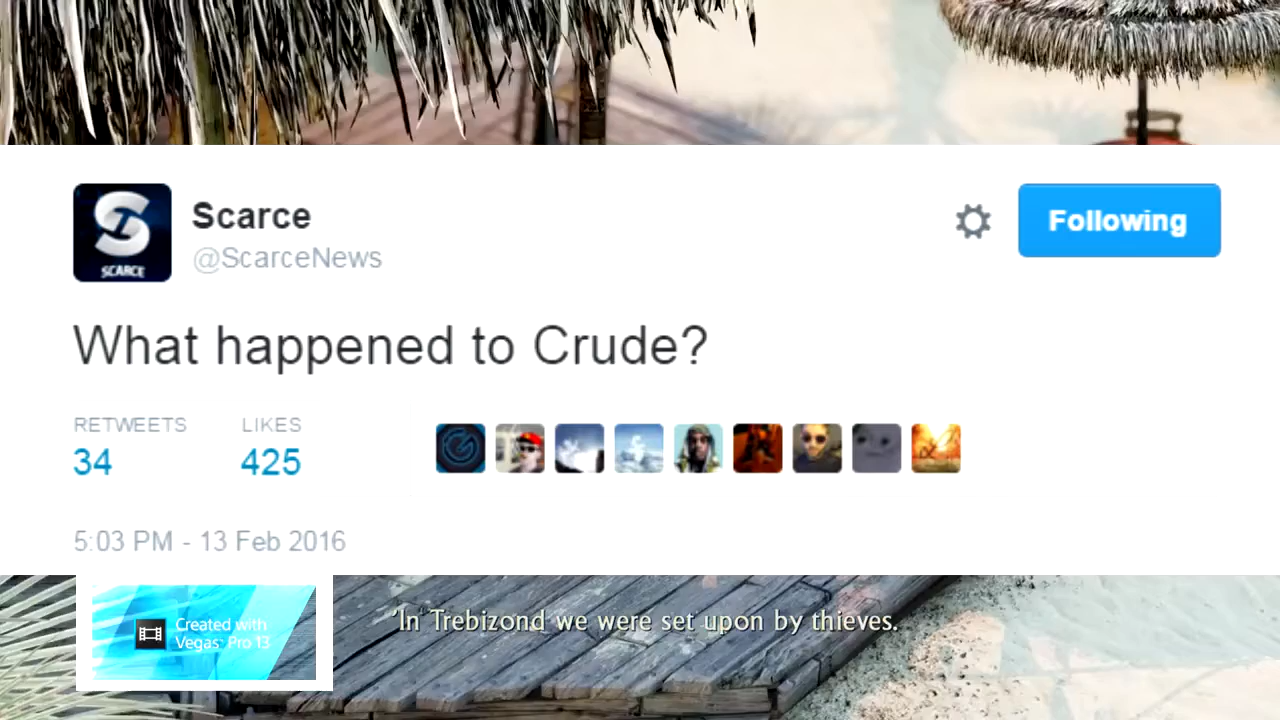 Scarce
@ScarceNews
Following
SCARCE
What happened to Crude?
RETWEETS LIKES
34 425
5:03 PM - 13 Feb 2016
Created with
Vegas Pro 13
'In Trebizond we were set upon by thieves.